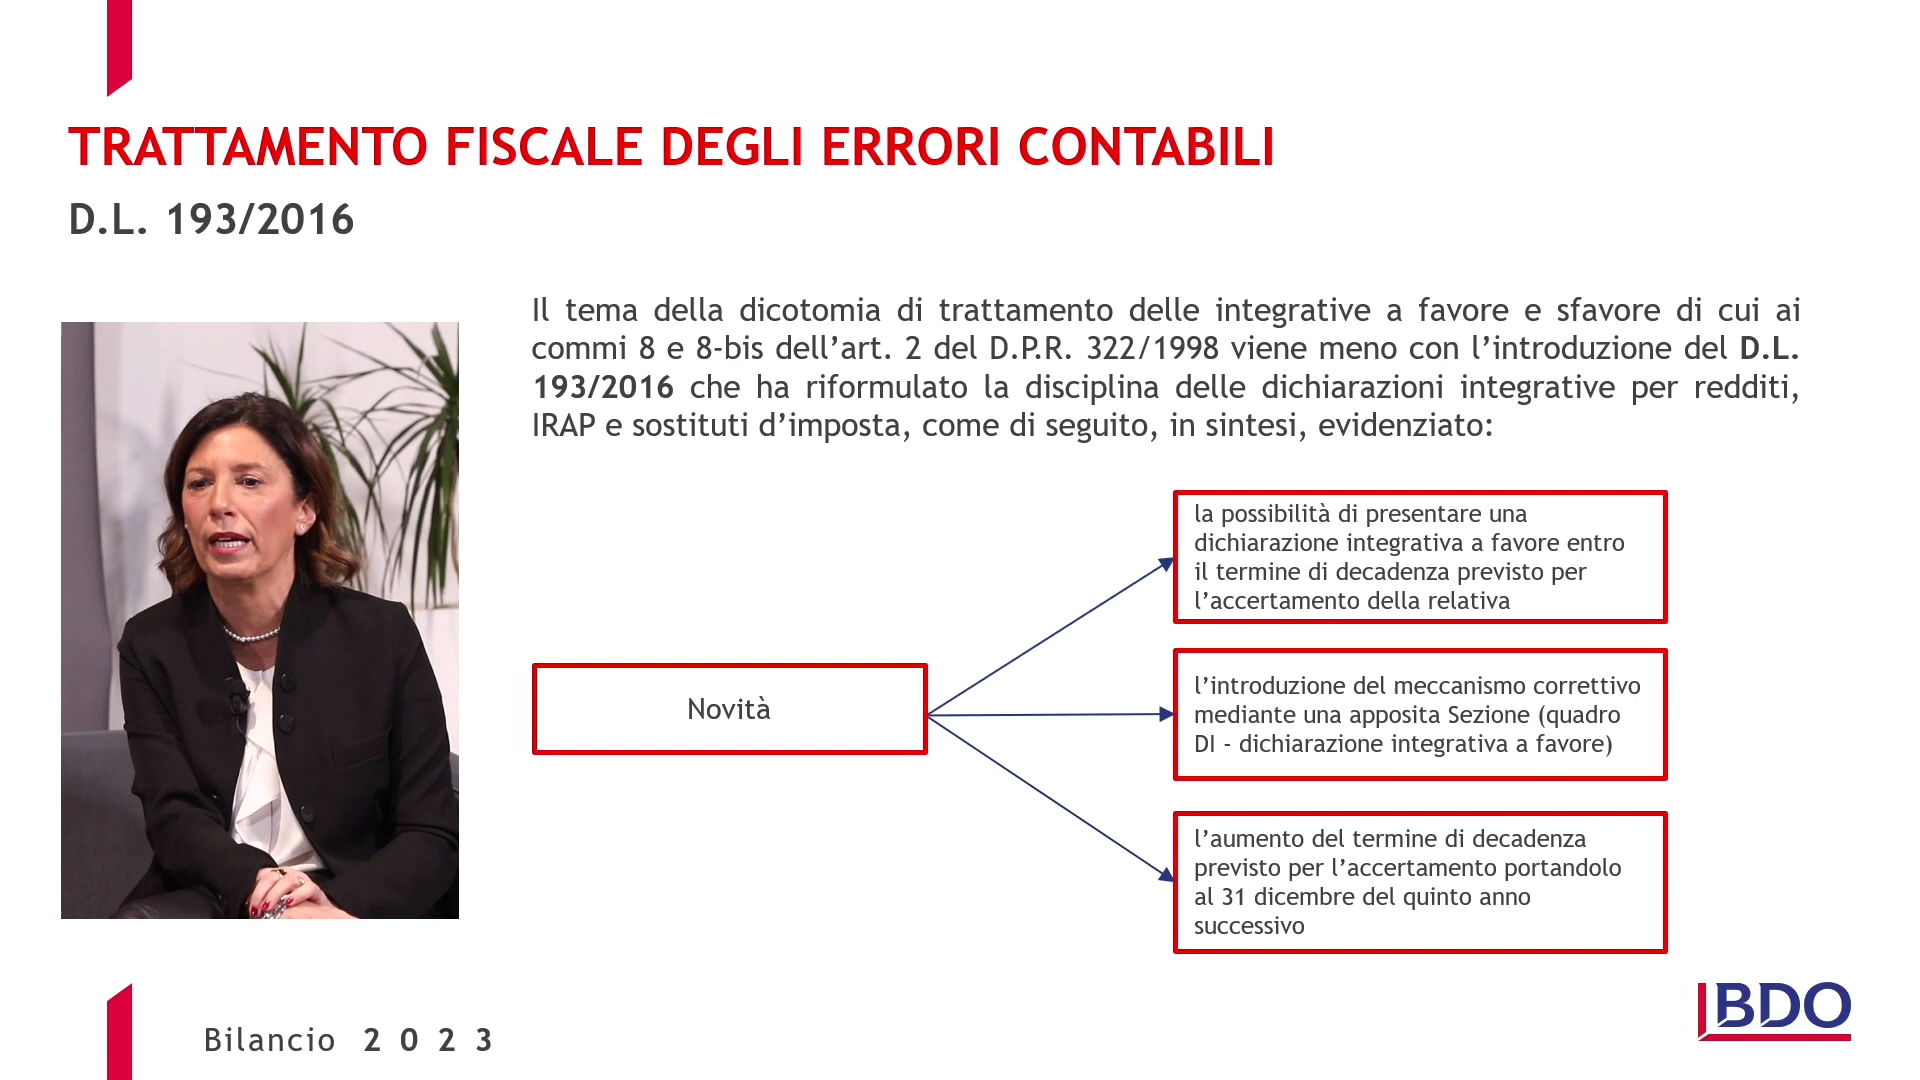 TRATTAMENTO FISCALE DEGLI ERRORI CONTABILI
D.L. 193/2016
Il tema della dicotomia di trattamento delle integrative a favore e sfavore di cui ai
commi 8 e 8-bis dell’art. 2 del D.P.R. 322/1998 viene meno con l’introduzione del D.L.
193/2016 che ha riformulato la disciplina delle dichiarazioni integrative per redditi,
IRAP e sostituti d’imposta, come di seguito, in sintesi, evidenziato:
Novità
la possibilità di presentare una
dichiarazione integrativa a favore entro
il termine di decadenza previsto per
l’accertamento della relativa
l’introduzione del meccanismo correttivo
mediante una apposita Sezione (quadro
DI - dichiarazione integrativa a favore)
l’aumento del termine di decadenza
previsto per l’accertamento portandolo
al 31 dicembre del quinto anno
successivo
Bilancio 2 0 2 3
BDO